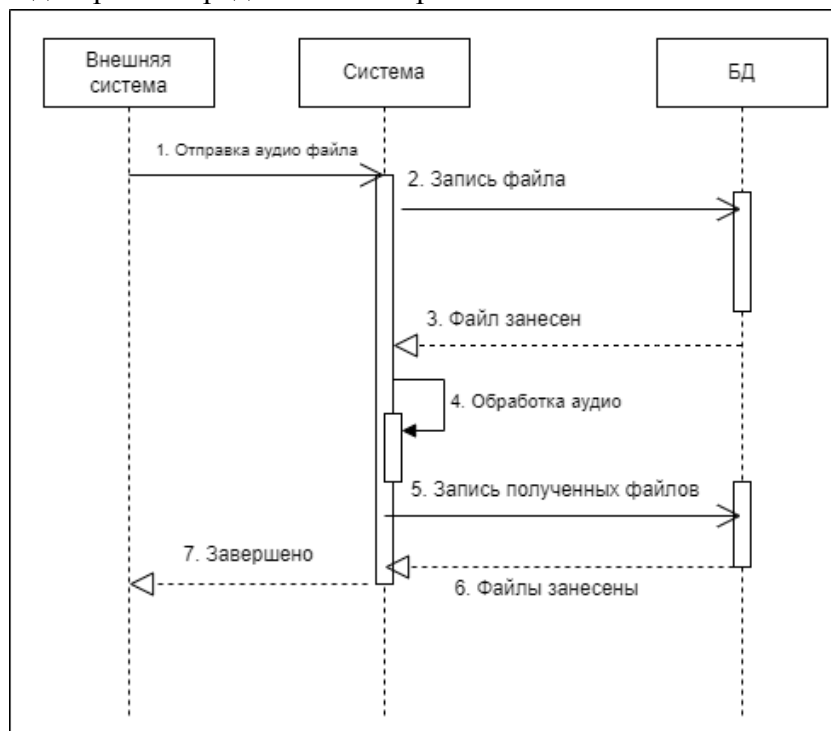 Внешняя
система
Система
БД
1. Отправка аудио файла
2. Запись файла
3. Файл занесен
4. Обработка аудио
5. Запись полученных файлов
7. Завершено
6. Файлы занесены